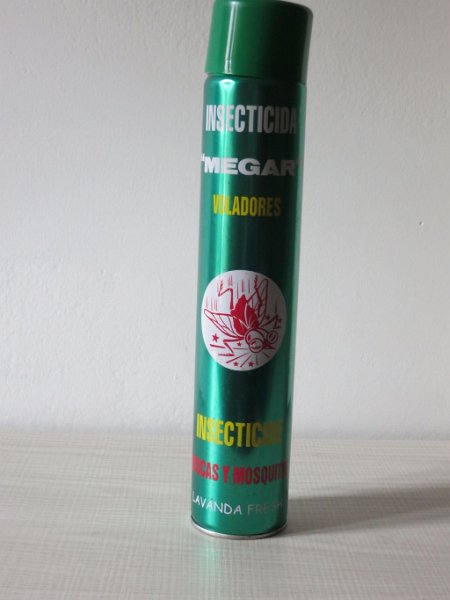 INSECTICIDA
"MEGAR"
VOLADORES
INSECTICIDE
MOSCAS Y MOSQUITOS
LAVANDA FRESH